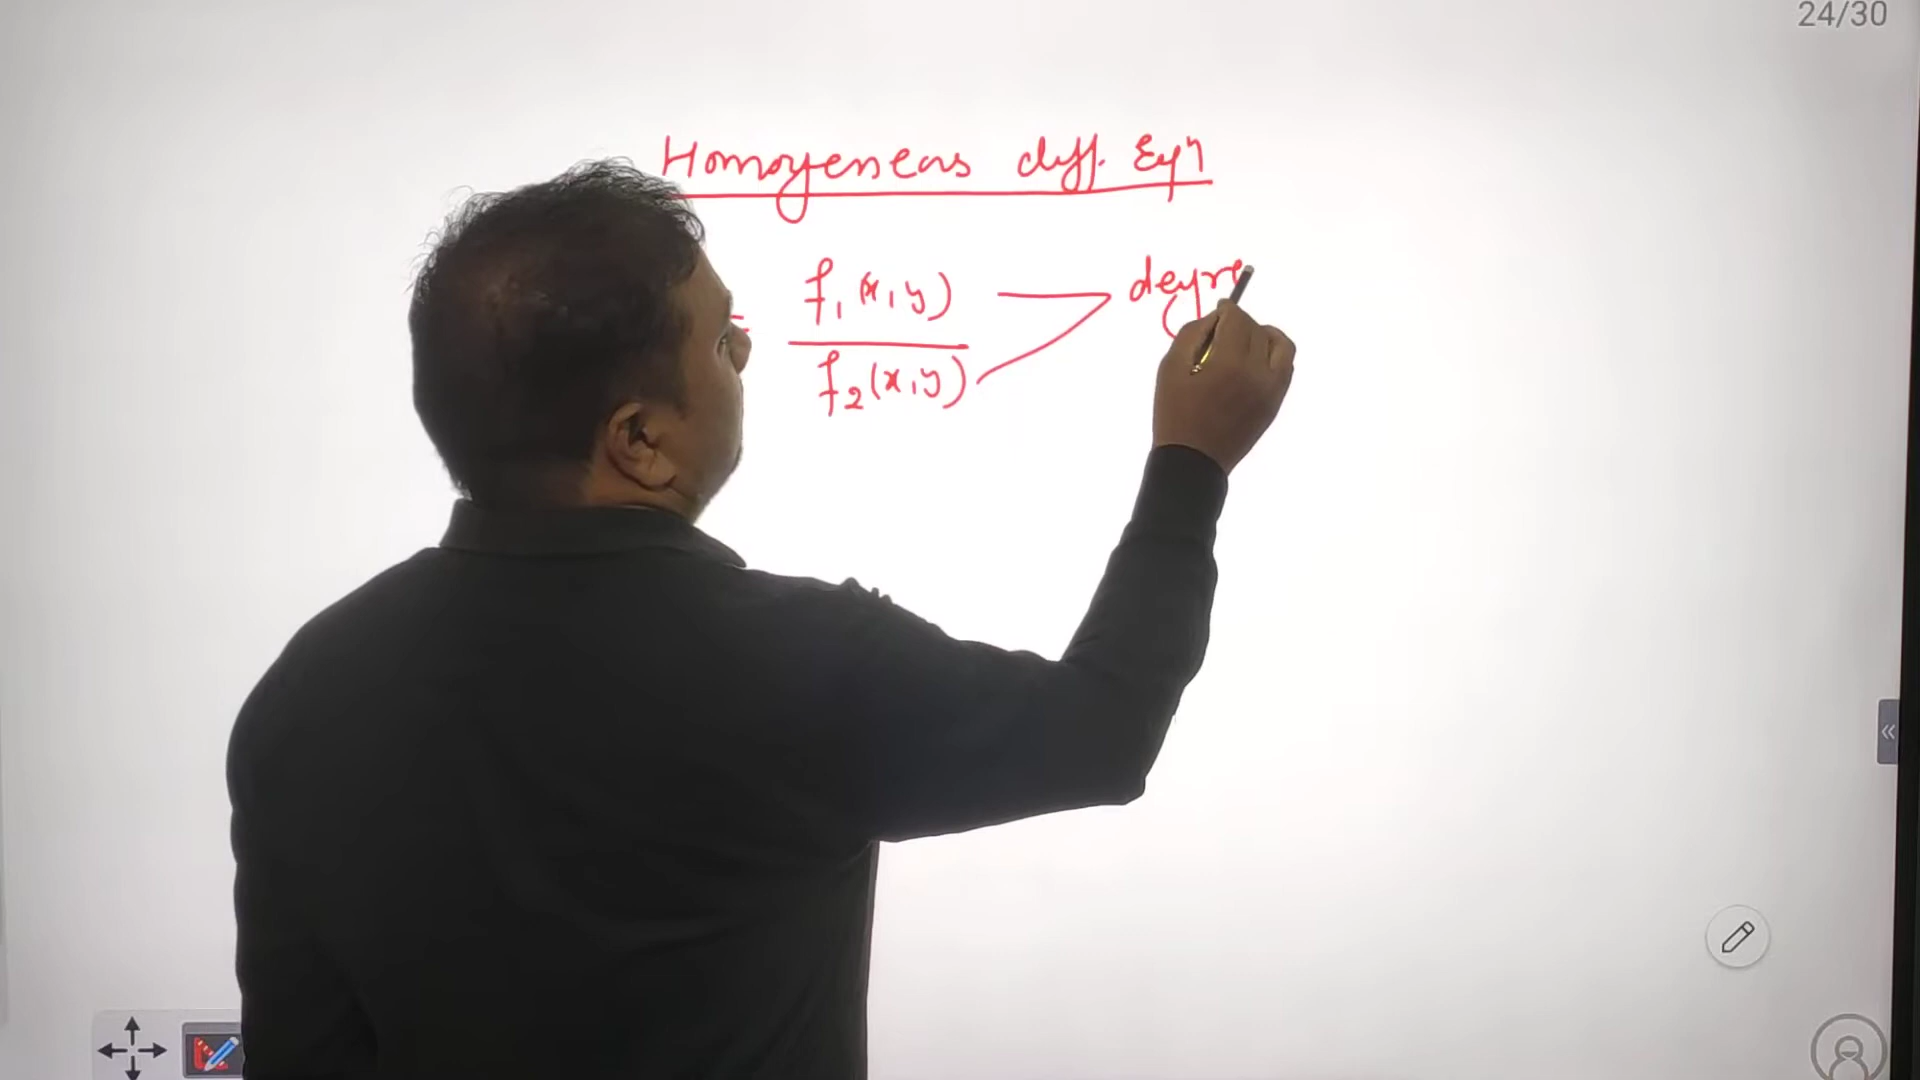 24/30
Homogeneous diff. Eqn
= f₁(x,y) degre
f₂(x,y)